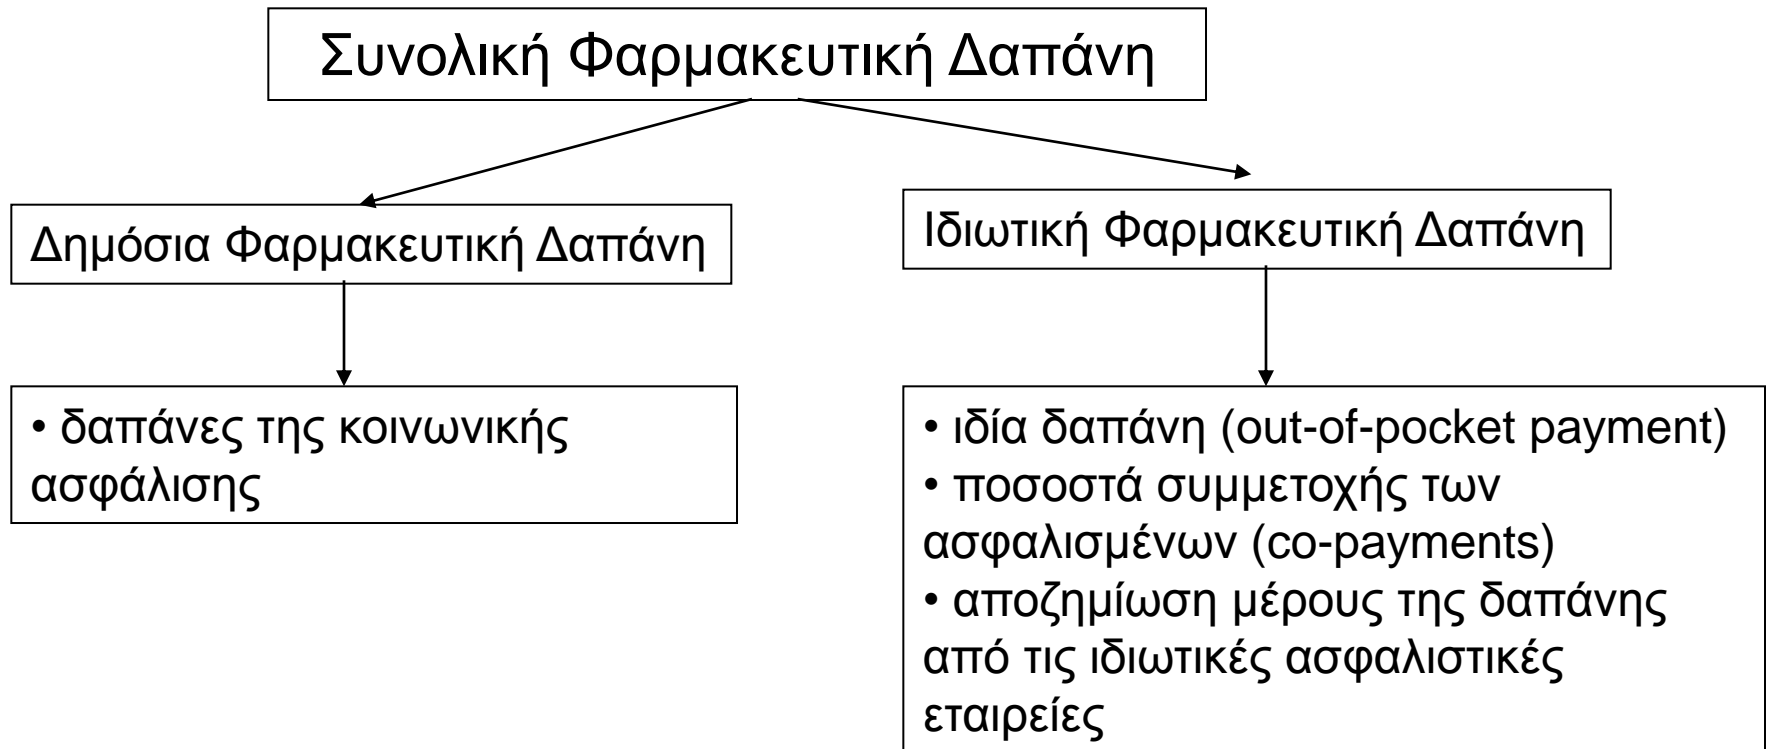 Συνολική Φαρμακευτική Δαπάνη
Δημόσια Φαρμακευτική Δαπάνη
Ιδιωτική Φαρμακευτική Δαπάνη
• δαπάνες της κοινωνικής
ασφάλισης
• ιδία δαπάνη (out-of-pocket payment)
• ποσοστά συμμετοχής των
ασφαλισμένων (co-payments)
• αποζημίωση μέρους της δαπάνης
από τις ιδιωτικές ασφαλιστικές
εταιρείες